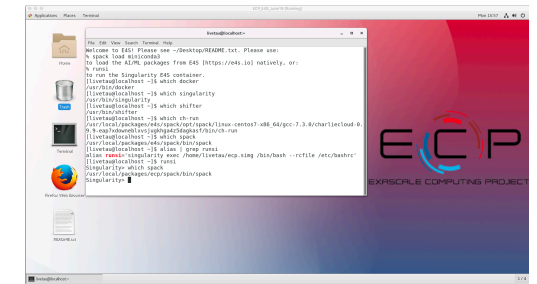 Applications Places Terminal
Mon 10:57
Home
Trash
Terminal
Firefox Web Browser
README.txt
livetau@localhost:~
File Edit View Search Terminal Help
Welcome to E4S! Please see ~/Desktop/README.txt. Please use:
% spack load miniconda3
to load the AI/ML packages from E4S [https://e4s.io] natively, or:
% runsi
to run the Singularity E4S container.
[livetau@localhost ~]$ which docker
/usr/bin/docker
[livetau@localhost ~]$ which singularity
/usr/bin/singularity
[livetau@localhost ~]$ which shifter
/usr/bin/shifter
[livetau@localhost ~]$ which ch-run
/usr/local/packages/e4s/spack/opt/spack/linux-centos7-x86_64/gcc-7.3.0/charliecloud-0.
[livetau@localhost ~]$ which spack
/usr/local/packages/e4s/spack/bin/spack
[livetau@localhost ~]$ alias | grep runsi
alias runsi='singularity exec /home/livetau/ecp.simg /bin/bash --rcfile /etc/bashrc'
[livetau@localhost ~]$ runsi
Singularity> which spack
/usr/local/packages/ecp/spack/bin/spack
Singularity>
ECP
EXASCALE COMPUTING PROJECT
livetau@localhost:~
1 / 4